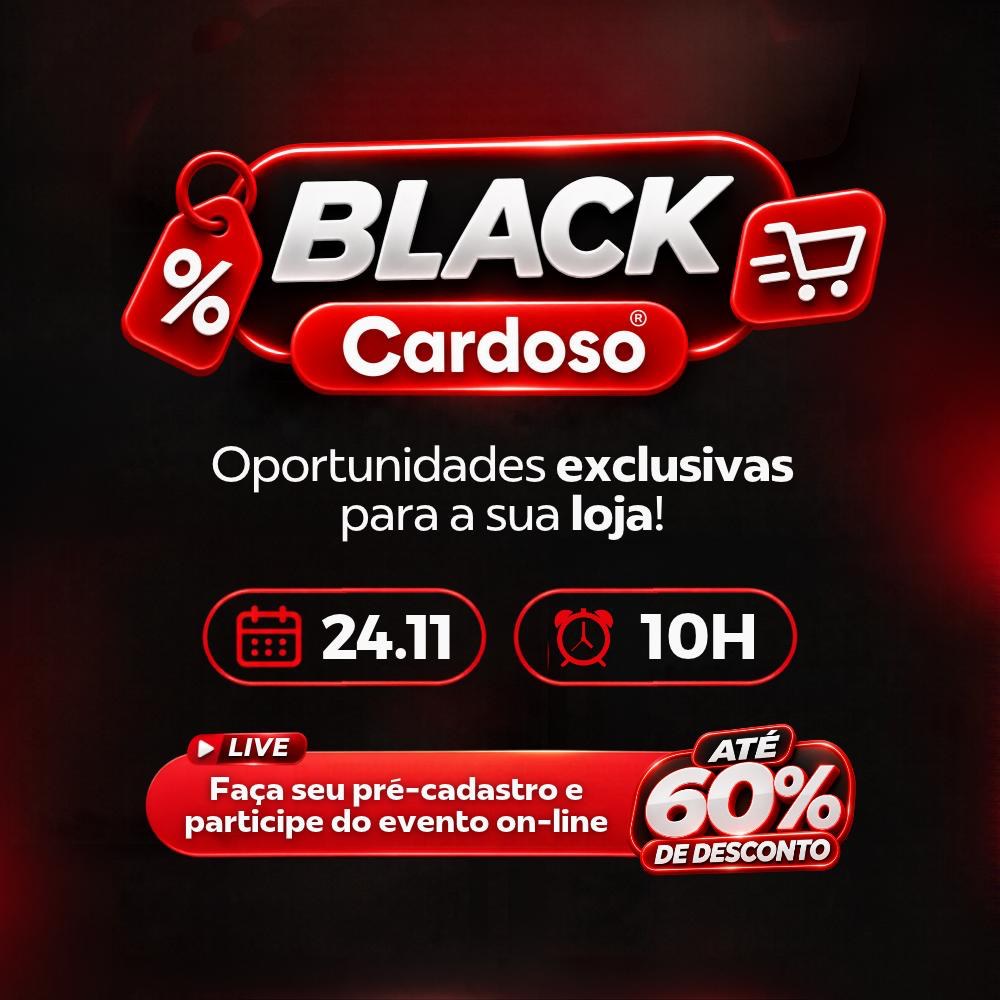 BLACK
%
Cardoso®
Oportunidades exclusivas
para a sua loja!
24.11
10H
LIVE
Faça seu pré-cadastro e
participe do evento on-line
ATÉ
60%
DE DESCONTO